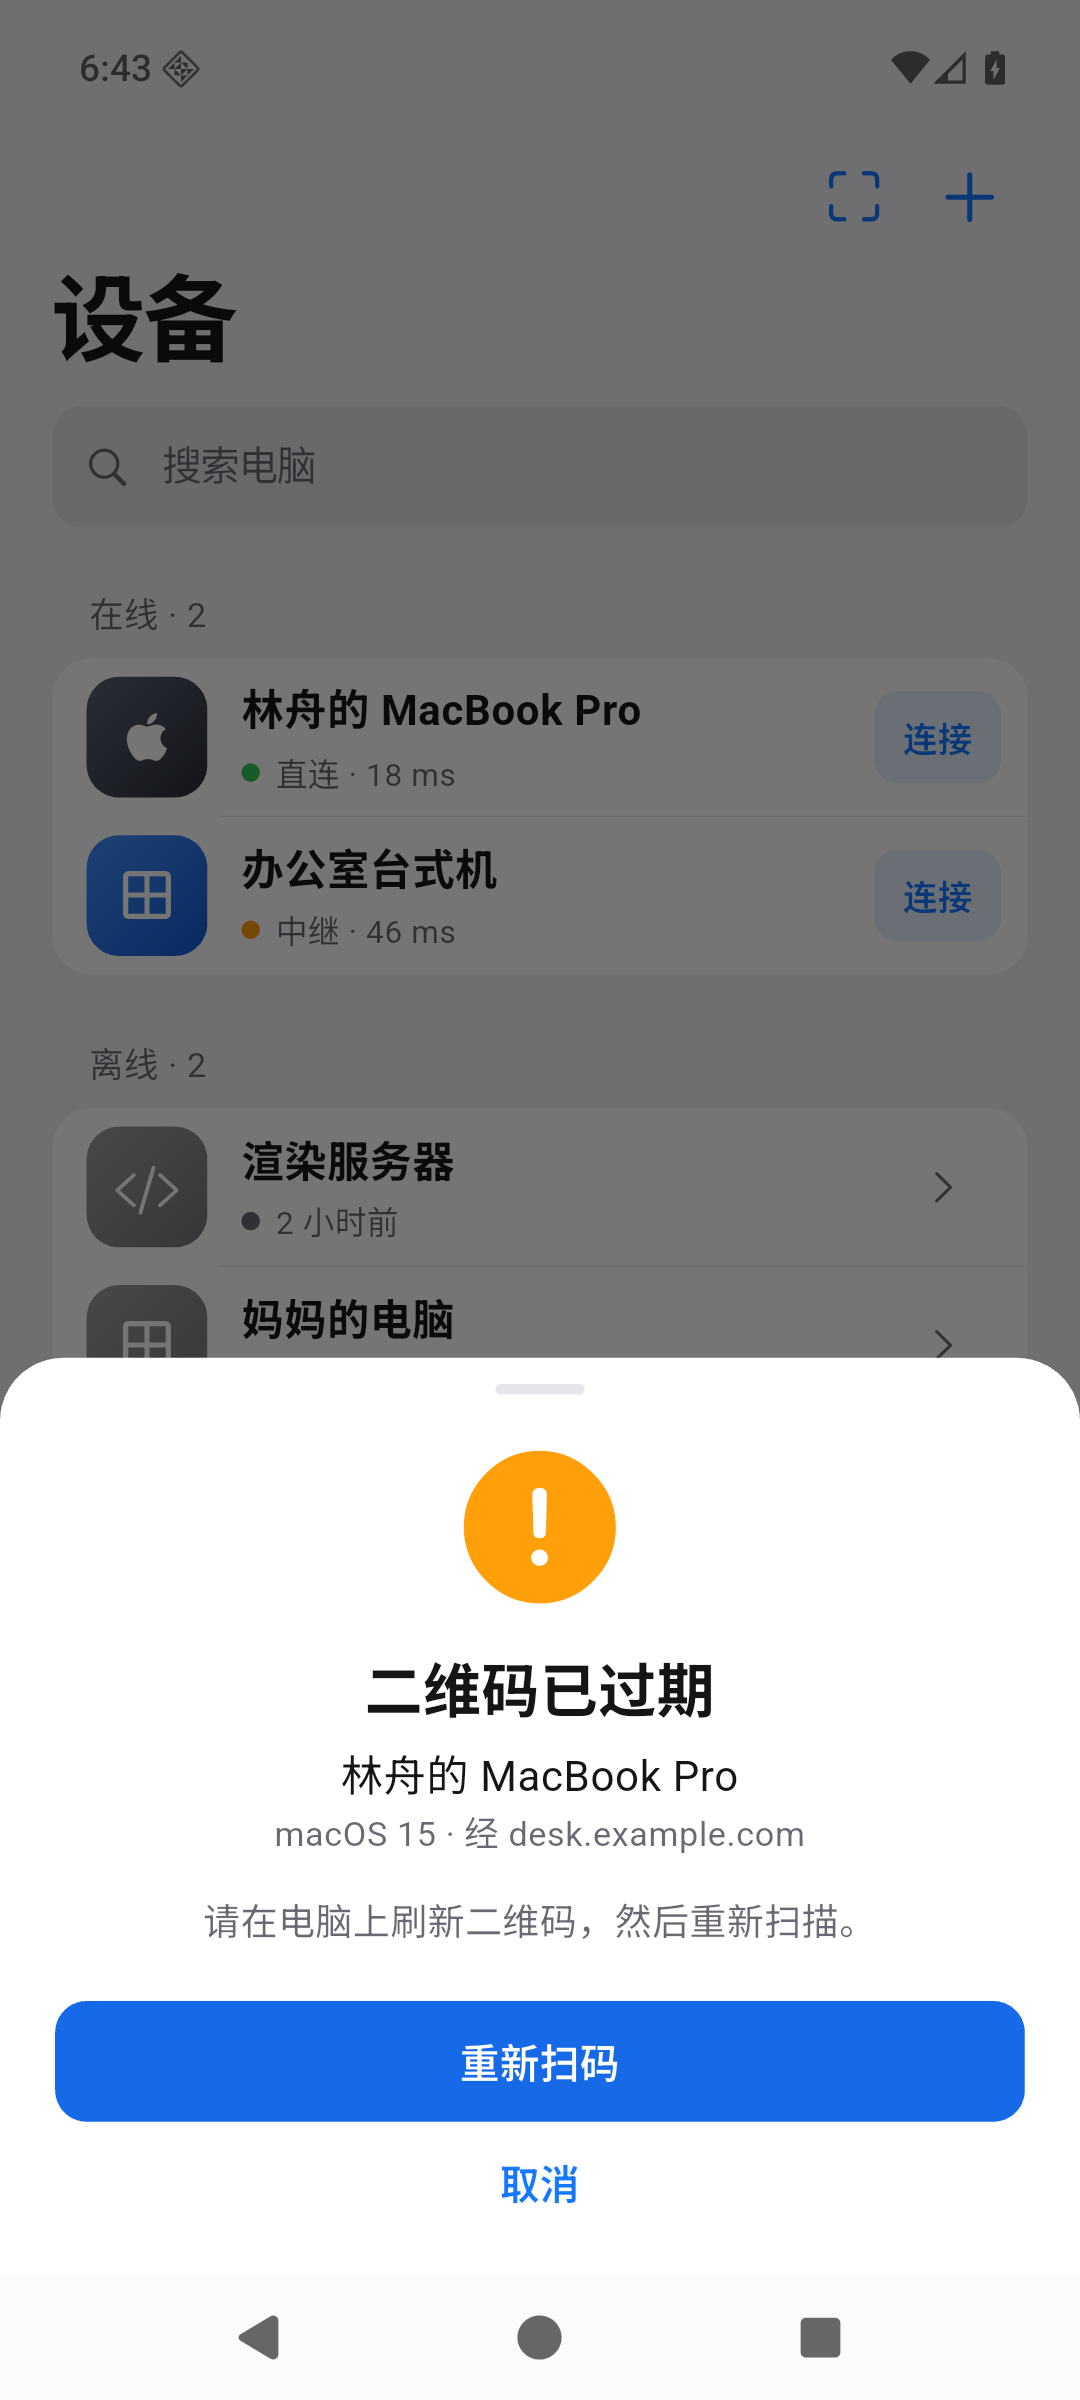 6:43
设备
搜索电脑
在线 · 2
林舟的 MacBook Pro
直连 · 18 ms
连接
办公室台式机
中继 · 46 ms
连接
离线 · 2
渲染服务器
2 小时前
妈妈的电脑
二维码已过期
林舟的 MacBook Pro
macOS 15 · 经 desk.example.com
请在电脑上刷新二维码，然后重新扫描。
重新扫码
取消